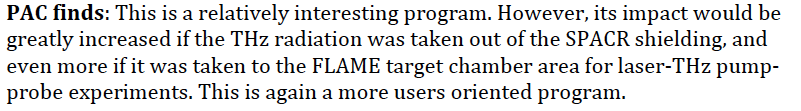 PAC finds: This is a relatively interesting program. However, its impact would be
greatly increased if the THz radiation was taken out of the SPACR shielding, and
even more if it was taken to the FLAME target chamber area for laser-THz pump-
probe experiments. This is again a more users oriented program.